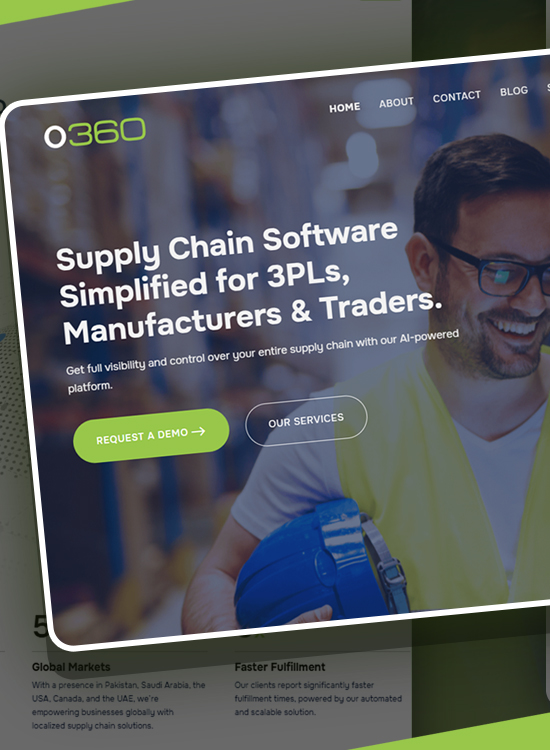 O360
HOME ABOUT CONTACT BLOG
Supply Chain Software
Simplified for 3PLs,
Manufacturers & Traders.
Get full visibility and control over your entire supply chain with our AI-powered
platform.
REQUEST A DEMO →
OUR SERVICES
5
Global Markets
With a presence in Pakistan, Saudi Arabia, the
USA, Canada, and the UAE, we're
empowering businesses globally with
localized supply chain solutions.
Faster Fulfillment
Our clients report significantly faster
fulfillment times, powered by our automated
and scalable solution.